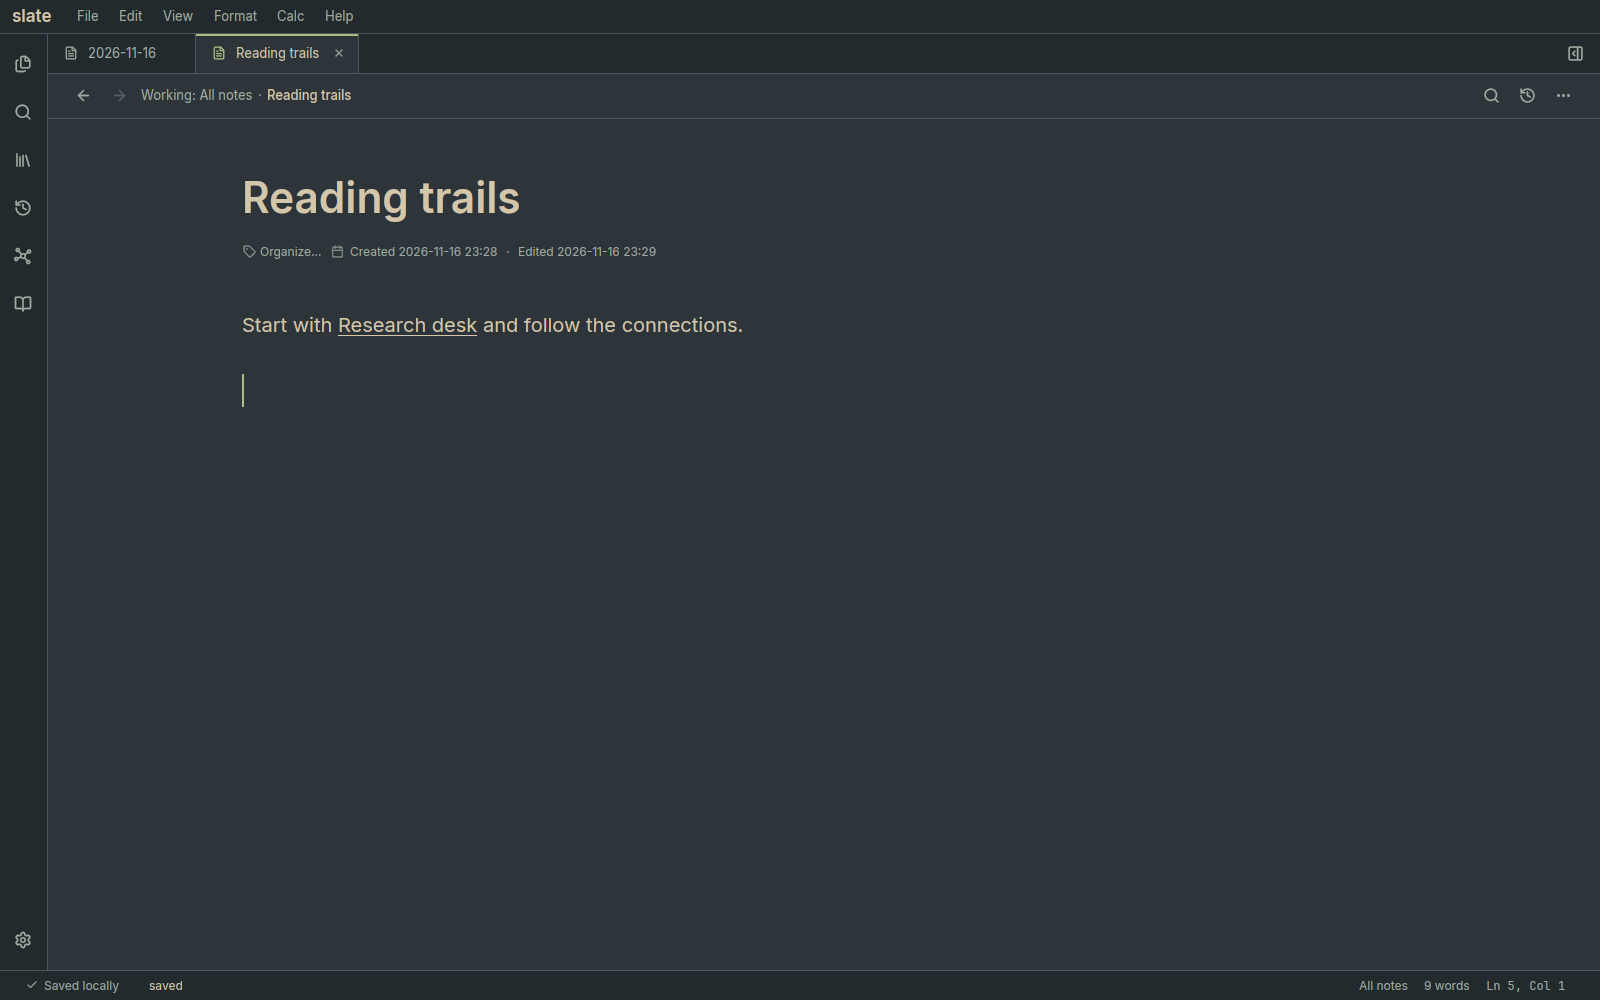 slate File Edit View Format Calc Help
2026-11-16 Reading trails
Working: All notes · Reading trails
Reading trails
Organize... Created 2026-11-16 23:28 · Edited 2026-11-16 23:29
Start with Research desk and follow the connections.
Saved locally saved All notes 9 words Ln 5, Col 1